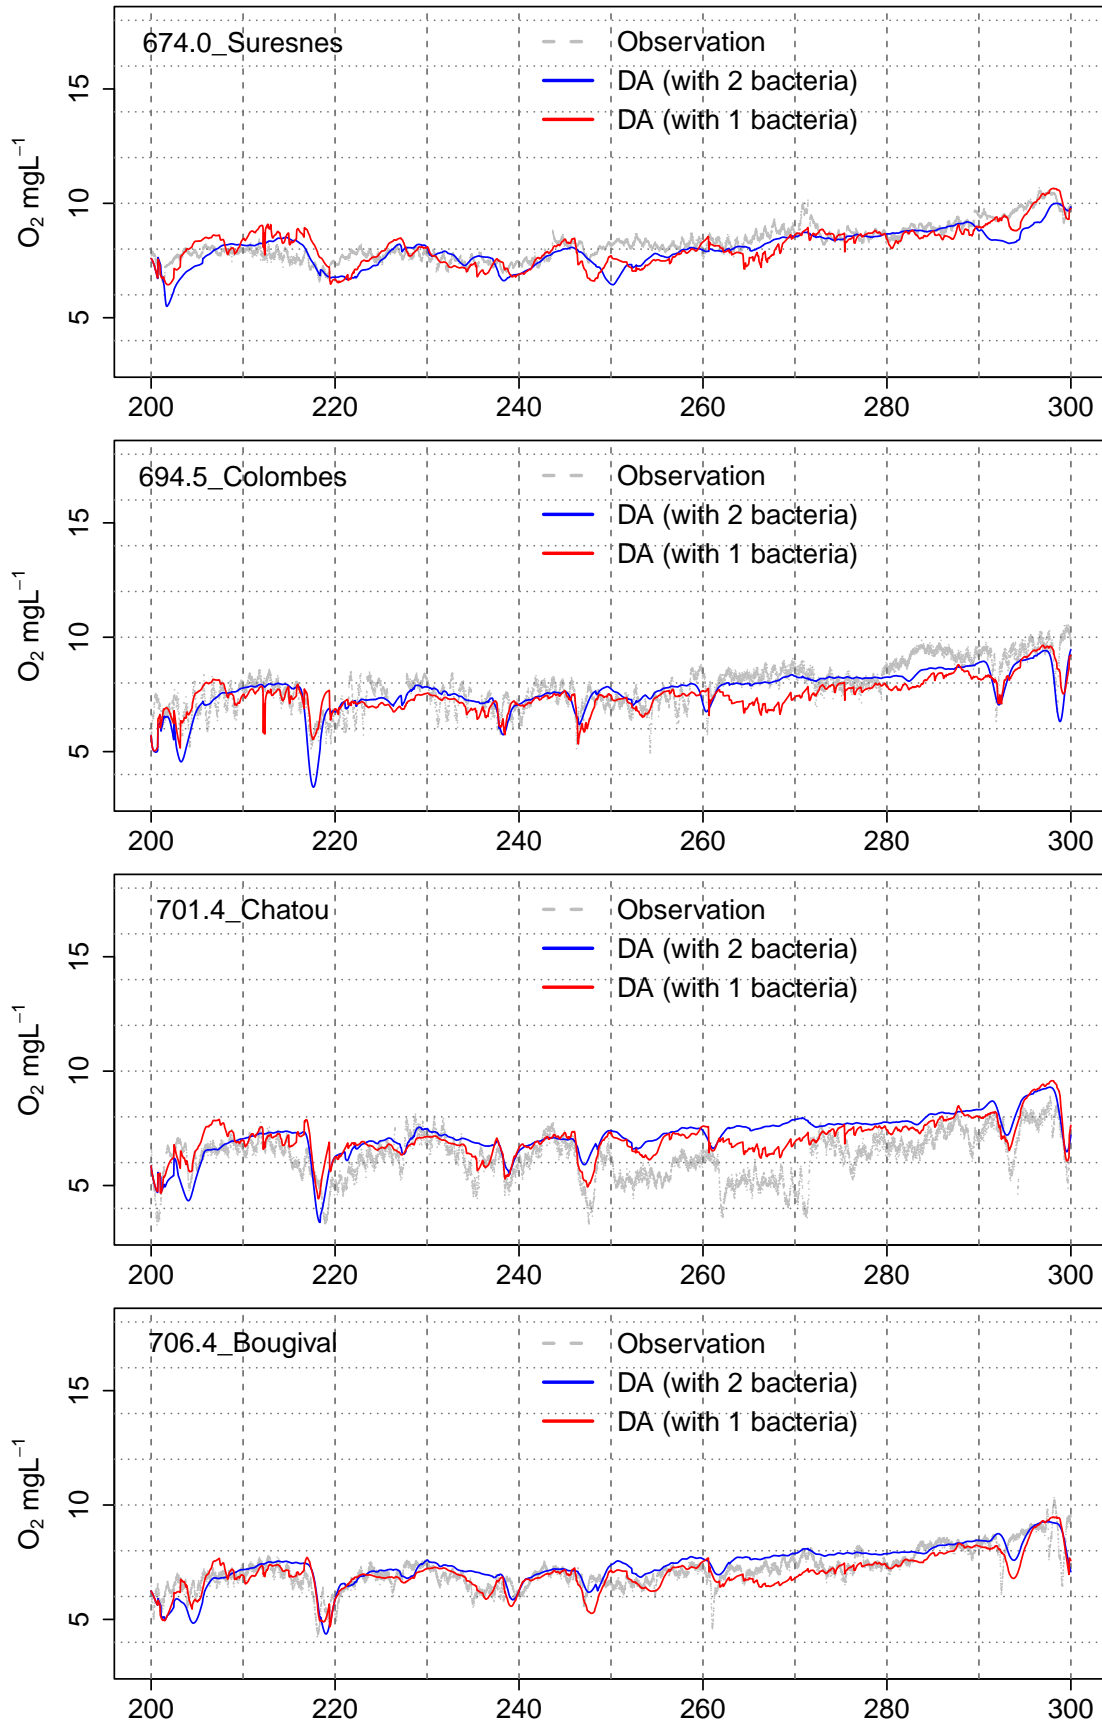 674.0_Suresnes
Observation
DA (with 2 bacteria)
DA (with 1 bacteria)
O₂ mgL⁻¹
15
10
5
200 220 240 260 280 300
694.5_Colombes
Observation
DA (with 2 bacteria)
DA (with 1 bacteria)
O₂ mgL⁻¹
15
10
5
200 220 240 260 280 300
701.4_Chatou
Observation
DA (with 2 bacteria)
DA (with 1 bacteria)
O₂ mgL⁻¹
15
10
5
200 220 240 260 280 300
706.4_Bougival
Observation
DA (with 2 bacteria)
DA (with 1 bacteria)
O₂ mgL⁻¹
15
10
5
200 220 240 260 280 300